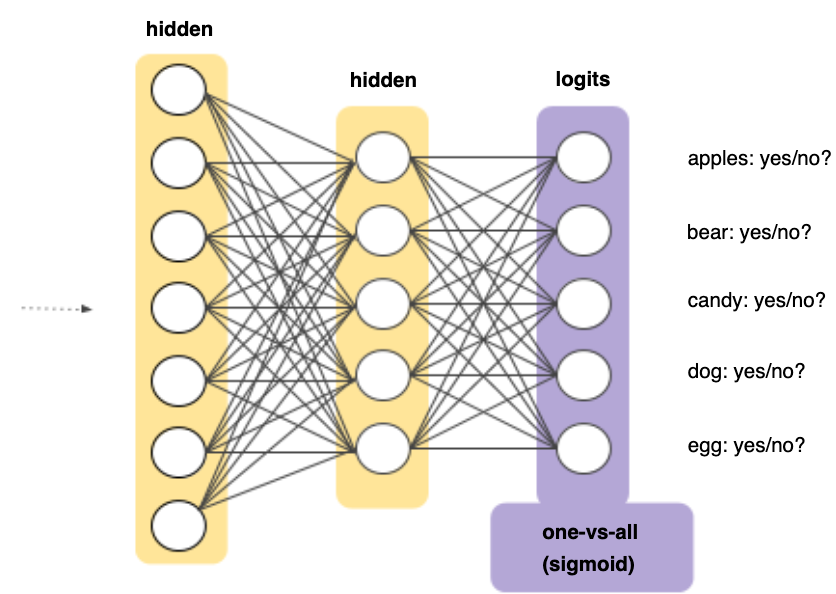 hidden
hidden
logits
apples: yes/no?
bear: yes/no?
candy: yes/no?
dog: yes/no?
egg: yes/no?
one-vs-all
(sigmoid)